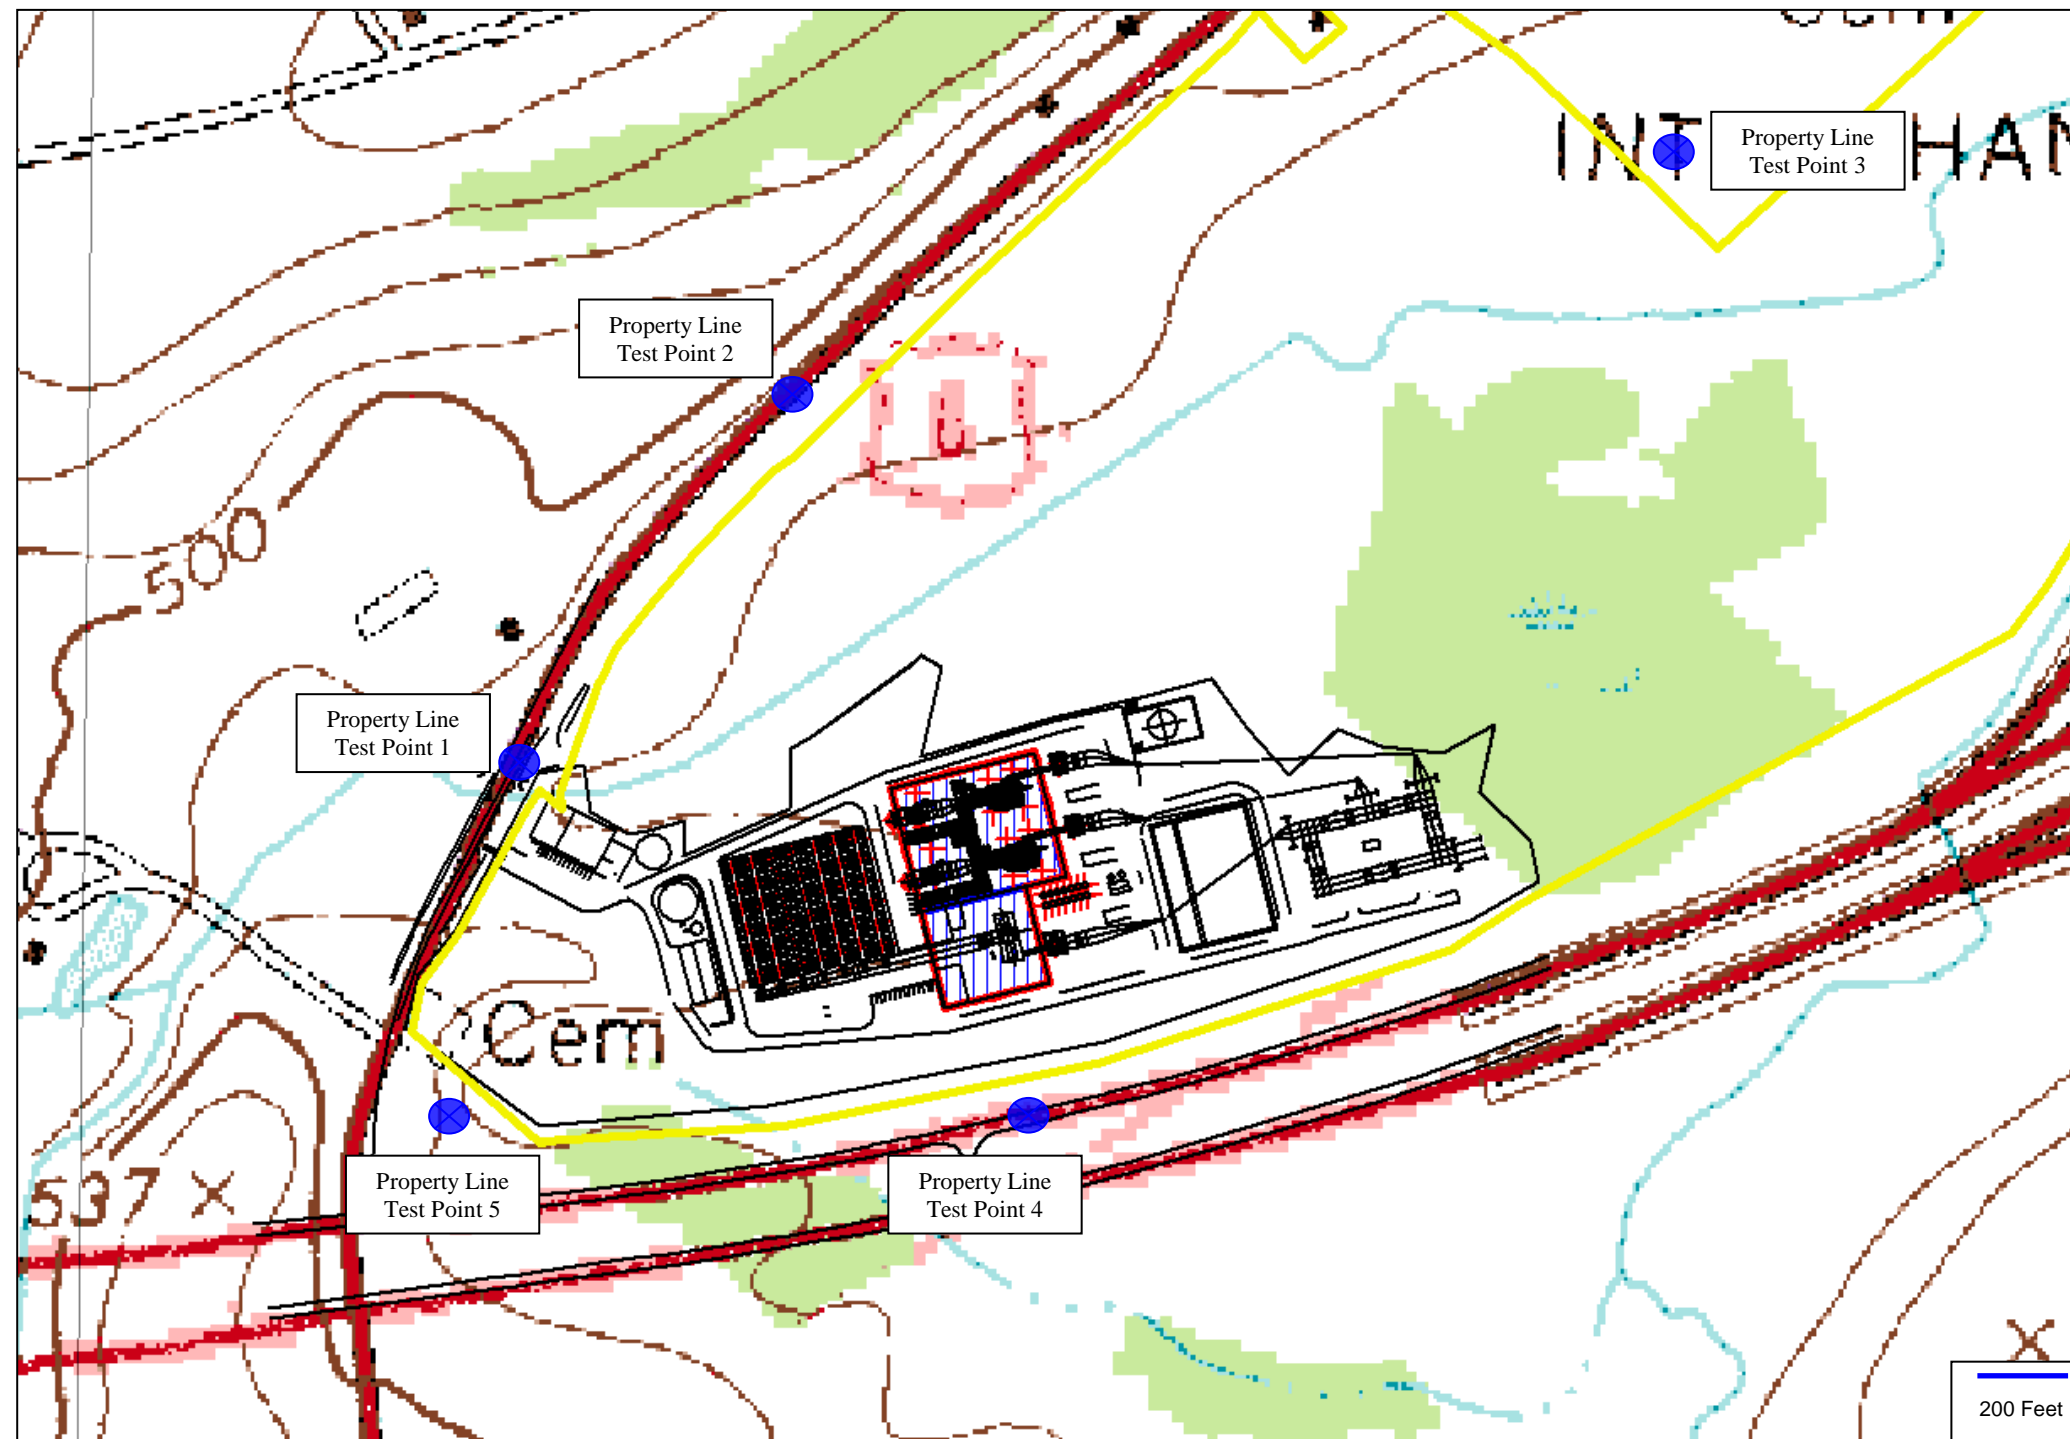 Property Line
Test Point 3
Property Line
Test Point 2
500
Property Line
Test Point 1
Cem
537
Property Line
Test Point 5
Property Line
Test Point 4
200 Feet